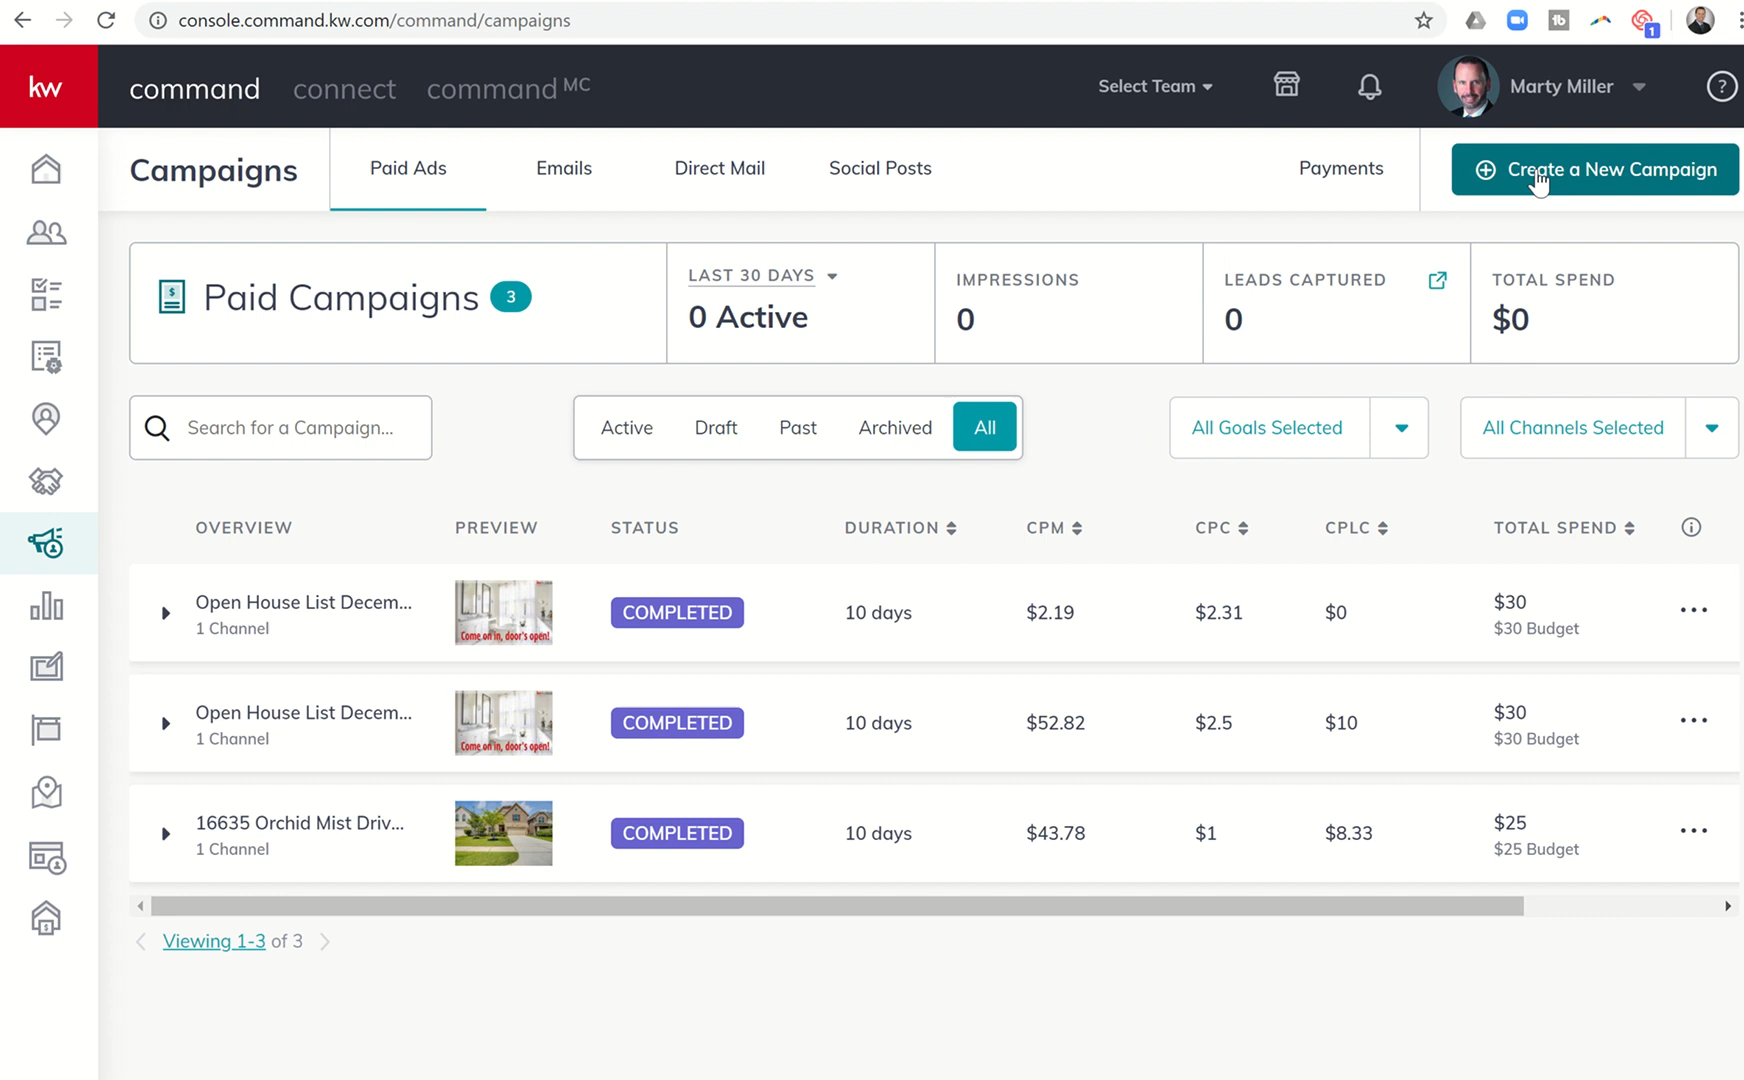 console.command.kw.com/command/campaigns
1
kw
command
connect
command MC
Select Team
Marty Miller
?
Campaigns
Paid Ads
Emails
Direct Mail
Social Posts
Payments
Create a New Campaign
Paid Campaigns 3
LAST 30 DAYS
0 Active
IMPRESSIONS
0
LEADS CAPTURED
0
TOTAL SPEND
$0
Search for a Campaign...
Active
Draft
Past
Archived
All
All Goals Selected
All Channels Selected
OVERVIEW
PREVIEW
STATUS
DURATION
CPM
CPC
CPLC
TOTAL SPEND
Open House List Decem...
1 Channel
Come on in, door's open!
COMPLETED
10 days
$2.19
$2.31
$0
$30
$30 Budget
Open House List Decem...
1 Channel
Come on in, door's open!
COMPLETED
10 days
$52.82
$2.5
$10
$30
$30 Budget
16635 Orchid Mist Driv...
1 Channel
COMPLETED
10 days
$43.78
$1
$8.33
$25
$25 Budget
Viewing 1-3 of 3